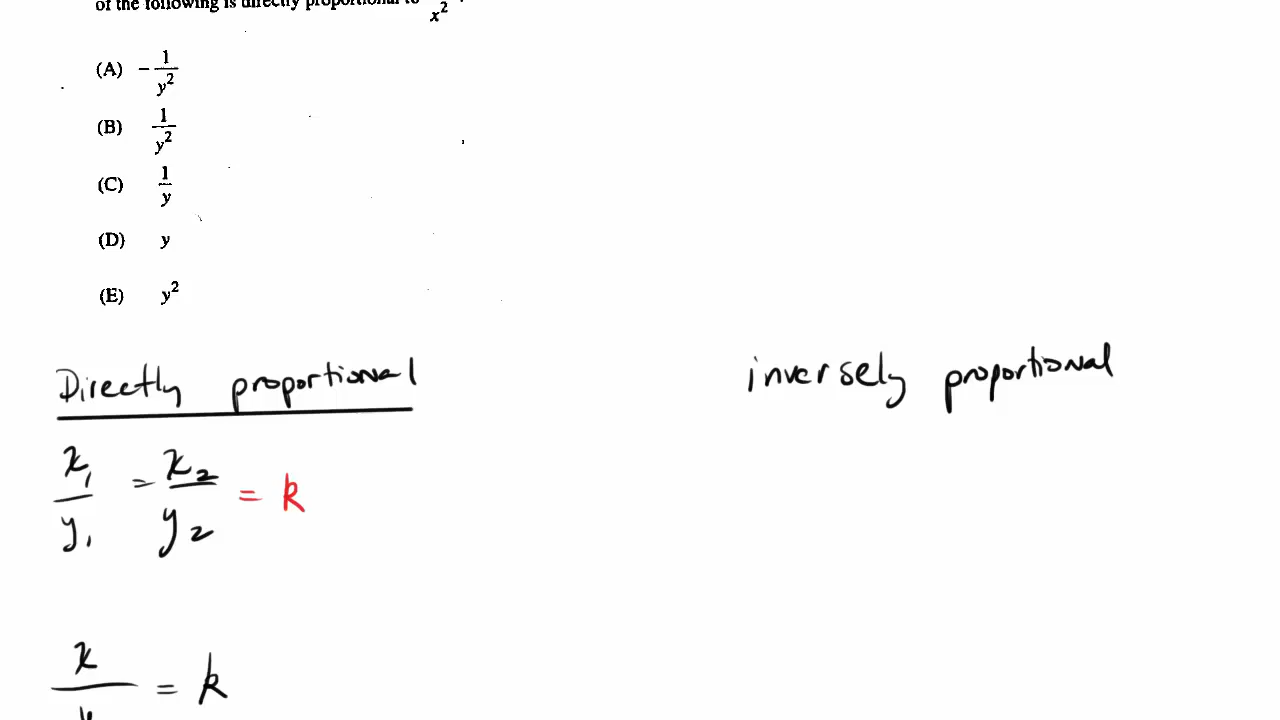 of the following is directly proportional to
x²
(A) -1/y²
(B) 1/y²
(C) 1/y
(D) y
(E) y²
Directly proportional
inversely proportional
x₁/y₁ = x₂/y₂ = k
x/ = k